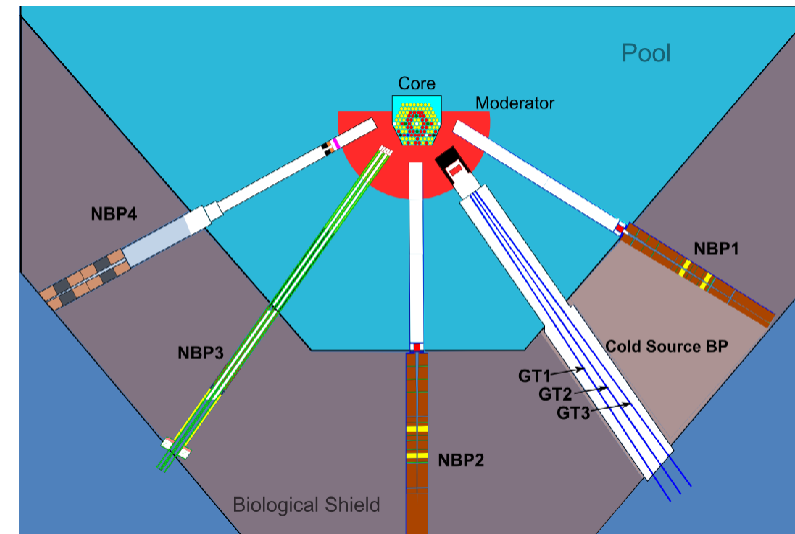 Pool
Core
Moderator
NBP4
NBP1
NBP3
Cold Source BP
GT1
GT2
GT3
NBP2
Biological Shield